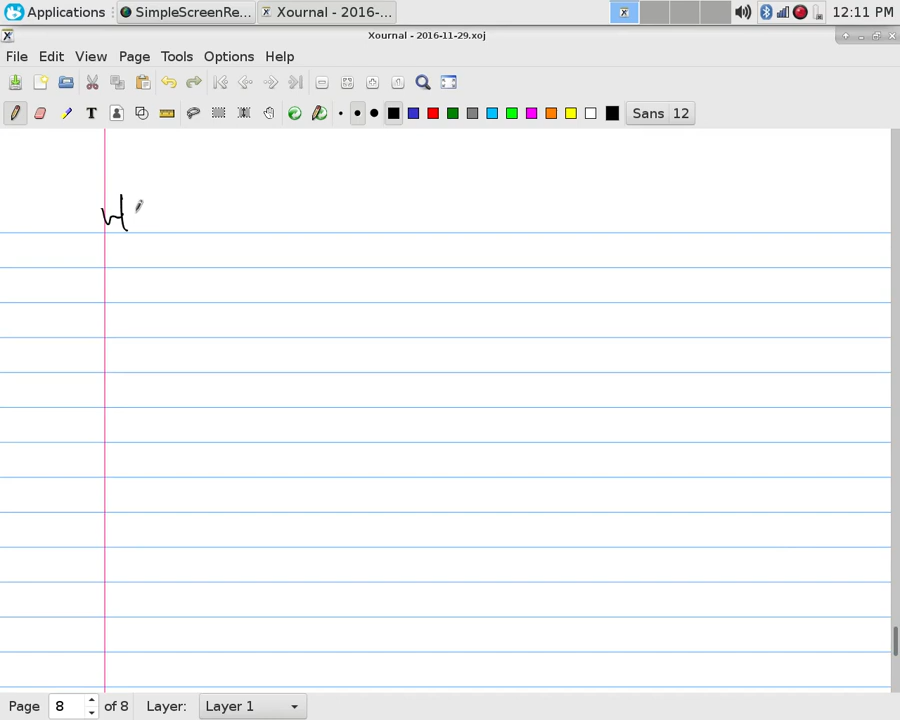 Applications SimpleScreenRe... Xournal - 2016-... 12:11 PM
Xournal - 2016-11-29.xoj
File Edit View Page Tools Options Help
Sans 12
Page 8 of 8 Layer: Layer 1